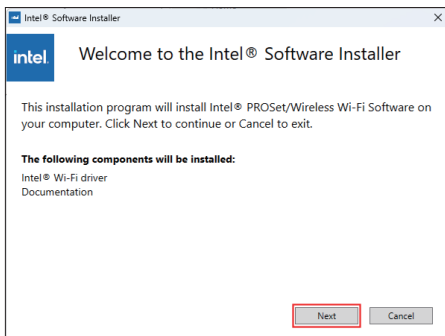 Intel® Software Installer
intel.
Welcome to the Intel® Software Installer
This installation program will install Intel® PROSet/Wireless Wi-Fi Software on
your computer. Click Next to continue or Cancel to exit.
The following components will be installed:
Intel® Wi-Fi driver
Documentation
Next Cancel